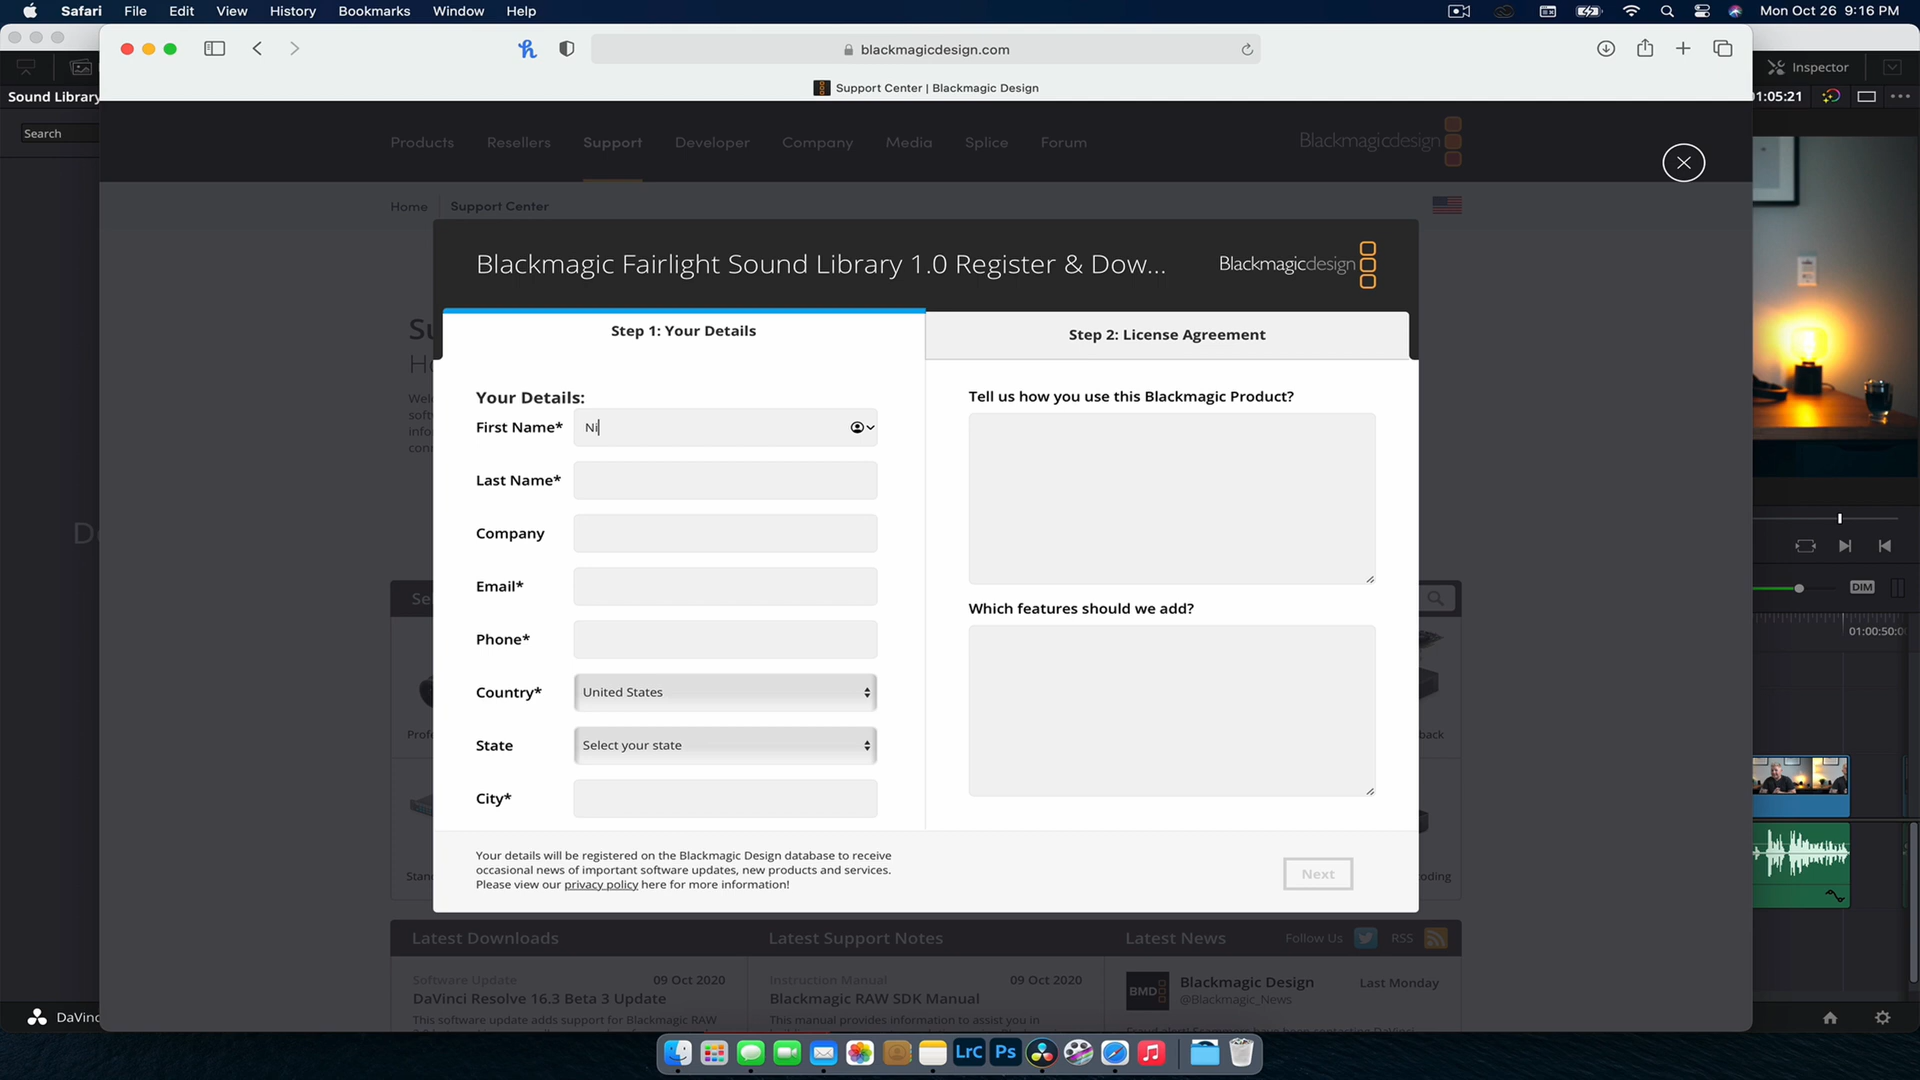 Safari File Edit View History Bookmarks Window Help
Mon Oct 26 9:16 PM
blackmagicdesign.com
Support Center | Blackmagic Design
Inspector
Sound Library
1:05:21
Search
Products Resellers Support Developer Company Media Splice Forum
Blackmagicdesign
Home Support Center
Blackmagic Fairlight Sound Library 1.0 Register & Dow...
Blackmagicdesign
Step 1: Your Details
Step 2: License Agreement
Your Details:
First Name* Ni
Last Name*
Company
Email*
Phone*
Country* United States
State Select your state
City*
Tell us how you use this Blackmagic Product?
Which features should we add?
DIM
01:00:50:0
Your details will be registered on the Blackmagic Design database to receive
occasional news of important software updates, new products and services.
Please view our privacy policy here for more information!
Next
Latest Downloads
Software Update 09 Oct 2020
DaVinci Resolve 16.3 Beta 3 Update
This software update adds support for Blackmagic RAW
Latest Support Notes
Instruction Manual 09 Oct 2020
Blackmagic RAW SDK Manual
This manual provides information to assist you in
Latest News
Follow Us RSS
BMD
Blackmagic Design Last Monday
@Blackmagic_News
DaVinc
LrC Ps